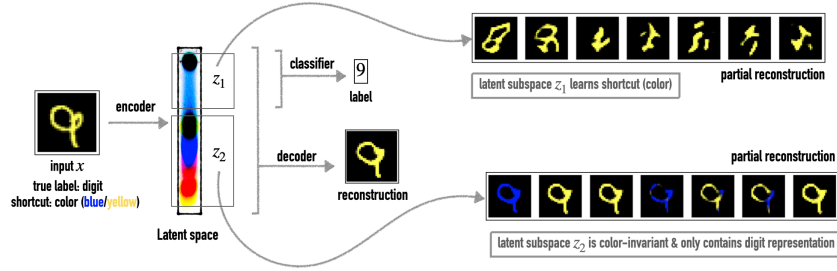 encoder
input x
true label: digit
shortcut: color (blue/yellow)
z₁
z₂
Latent space
classifier
9
label
decoder
reconstruction
latent subspace z₁ learns shortcut (color)
partial reconstruction
partial reconstruction
latent subspace z₂ is color-invariant & only contains digit representation